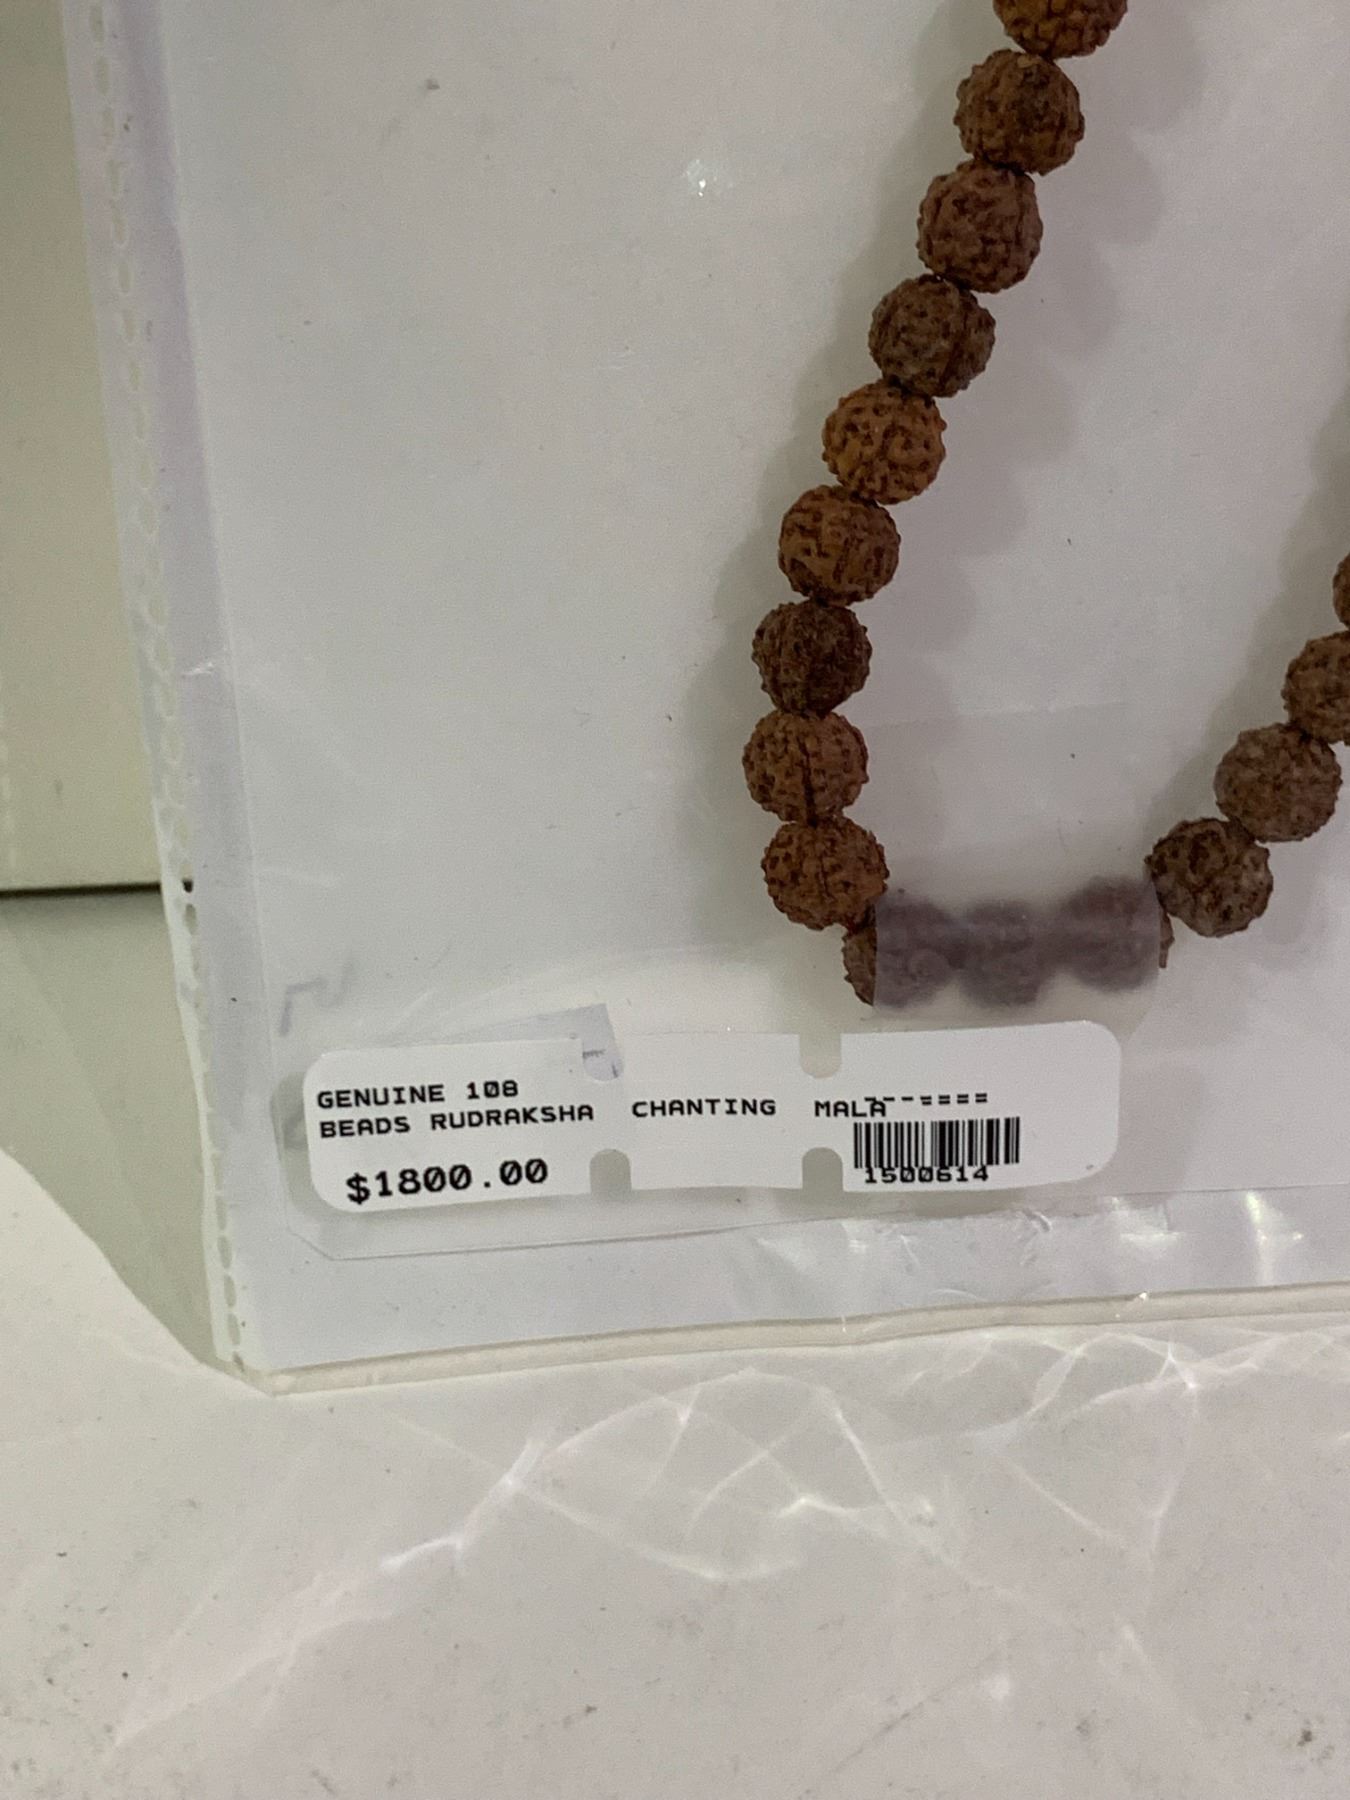 GENUINE 108
BEADS RUDRAKSHA CHANTING MALA
$1800.00
1500614